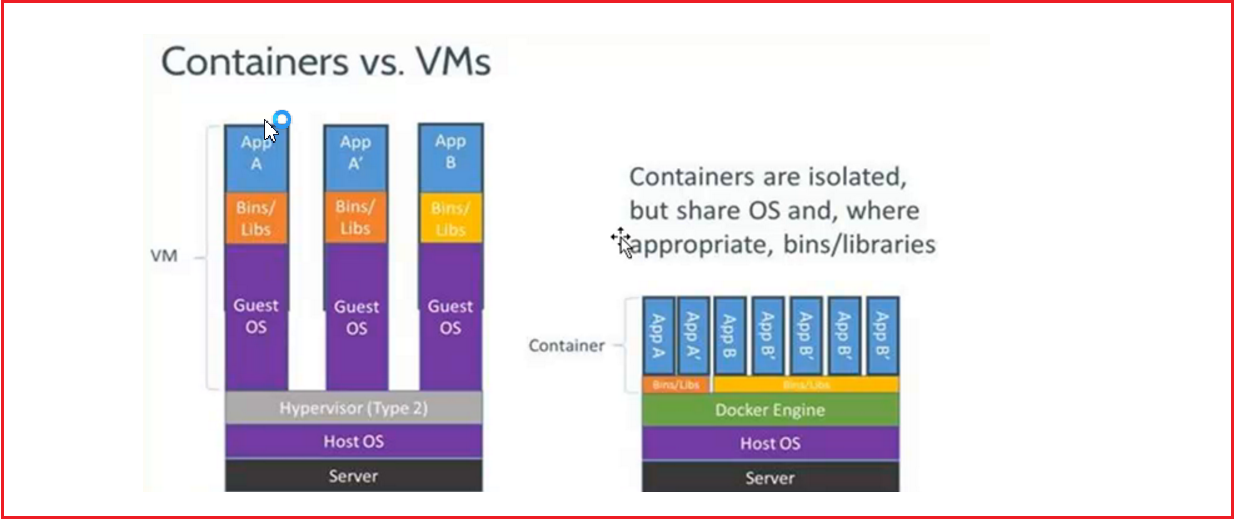 Containers vs. VMs
App
A
App
A’
App
B
Bins/
Libs
Bins/
Libs
Bins/
Libs
VM
Guest
OS
Guest
OS
Guest
OS
Hypervisor (Type 2)
Host OS
Server
Containers are isolated,
but share OS and, where
appropriate, bins/libraries
Container
App A
App A’
App B
App B’
App B’
App B’
App B’
Bins/Libs
Bins/Libs
Docker Engine
Host OS
Server